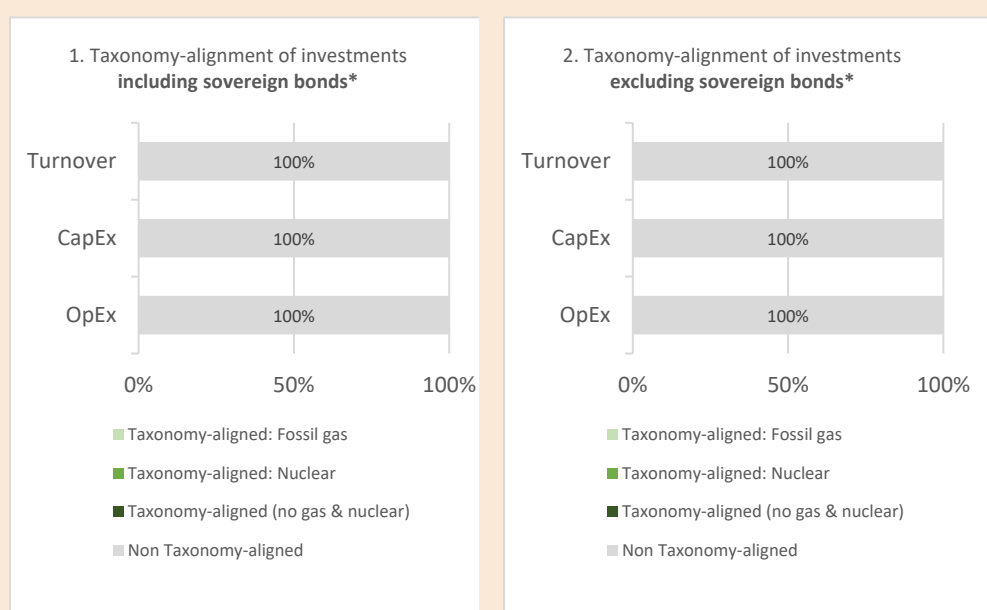 1. Taxonomy-alignment of investments
including sovereign bonds*
Turnover
100%
CapEx
100%
OpEx
100%
0%
50%
100%
Taxonomy-aligned: Fossil gas
Taxonomy-aligned: Nuclear
Taxonomy-aligned (no gas & nuclear)
Non Taxonomy-aligned
2. Taxonomy-alignment of investments
excluding sovereign bonds*
Turnover
100%
CapEx
100%
OpEx
100%
0%
50%
100%
Taxonomy-aligned: Fossil gas
Taxonomy-aligned: Nuclear
Taxonomy-aligned (no gas & nuclear)
Non Taxonomy-aligned